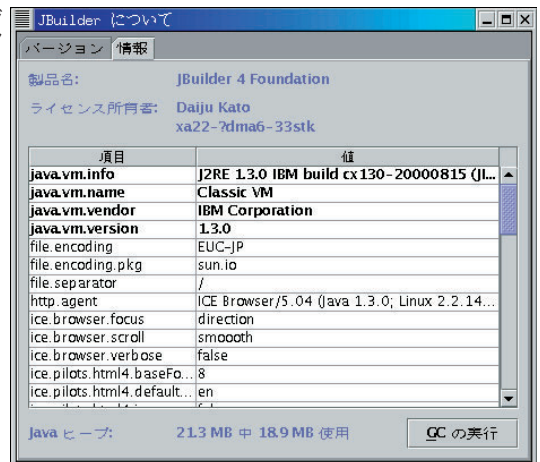 JBuilder について
バージョン 情報
製品名: JBuilder 4 Foundation
ライセンス所有者: Daiju Kato
xa22-?dma6-33stk
項目 値
java.vm.info J2RE 1.3.0 IBM build cx130-20000815 (JI...
java.vm.name Classic VM
java.vm.vendor IBM Corporation
java.vm.version 1.3.0
file.encoding EUC-JP
file.encoding.pkg sun.io
file.separator /
http.agent ICE Browser/5.04 (Java 1.3.0; Linux 2.2.14...
ice.browser.focus direction
ice.browser.scroll smoooth
ice.browser.verbose false
ice.pilots.html4.baseFo... 8
ice.pilots.html4.default... en
Java ヒープ: 21.3 MB 中 18.9 MB 使用 GC の実行